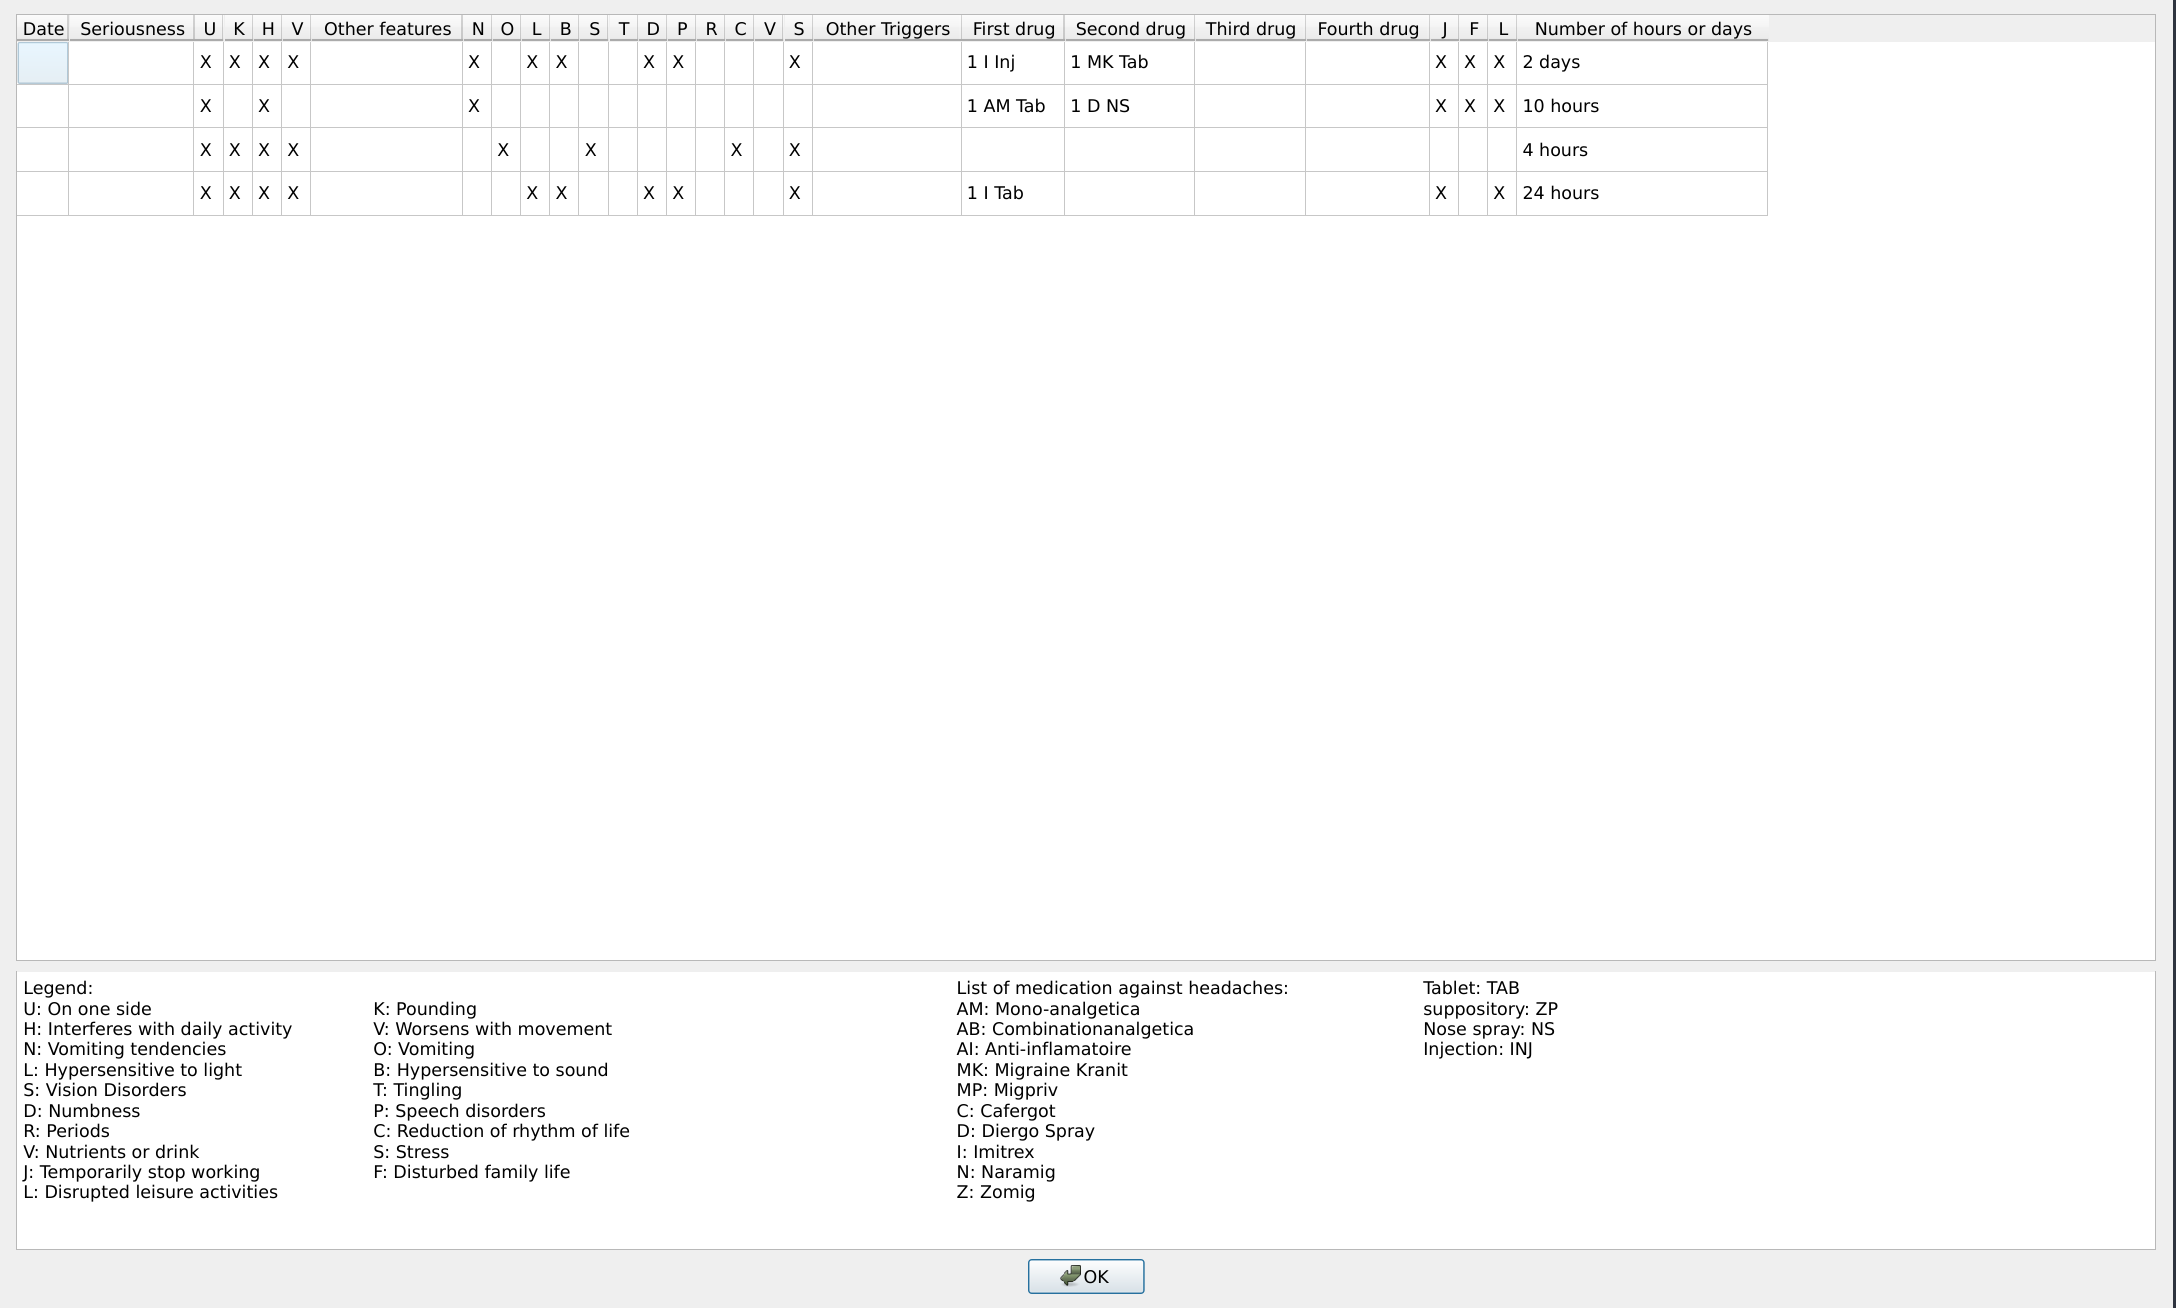 Date Seriousness U K H V Other features N O L B S T D P R C V S Other Triggers First drug Second drug Third drug Fourth drug J F L Number of hours or days
X X X X X X X X X X 1 I Inj 1 MK Tab X X X 2 days
X X X 1 AM Tab 1 D NS X X X 10 hours
X X X X X X X X 4 hours
X X X X X X X X X 1 I Tab X X 24 hours
Legend:
U: On one side
H: Interferes with daily activity
N: Vomiting tendencies
L: Hypersensitive to light
S: Vision Disorders
D: Numbness
R: Periods
V: Nutrients or drink
J: Temporarily stop working
L: Disrupted leisure activities
K: Pounding
V: Worsens with movement
O: Vomiting
B: Hypersensitive to sound
T: Tingling
P: Speech disorders
C: Reduction of rhythm of life
S: Stress
F: Disturbed family life
List of medication against headaches:
AM: Mono-analgetica
AB: Combinationanalgetica
AI: Anti-inflamatoire
MK: Migraine Kranit
MP: Migpriv
C: Cafergot
D: Diergo Spray
I: Imitrex
N: Naramig
Z: Zomig
Tablet: TAB
suppository: ZP
Nose spray: NS
Injection: INJ
OK